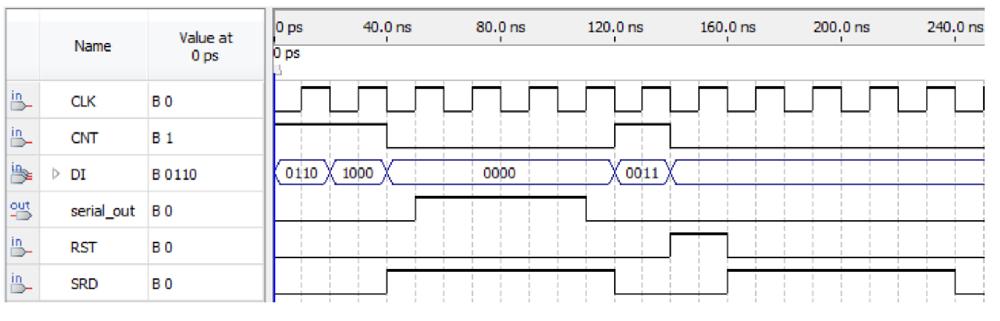 Name Value at 0 ps
0 ps 40.0 ns 80.0 ns 120.0 ns 160.0 ns 200.0 ns 240.0 ns
0 ps
in CLK B 0
in CNT B 1
in DI B 0110 0110 1000 0000 0011
out serial_out B 0
in RST B 0
in SRD B 0